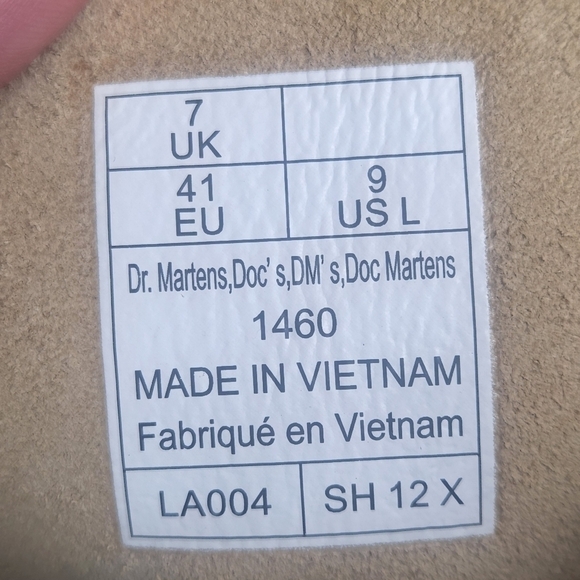 7
UK
41
EU
9
US L
Dr. Martens,Doc's,DM's,Doc Martens
1460
MADE IN VIETNAM
Fabriqué en Vietnam
LA004
SH 12 X